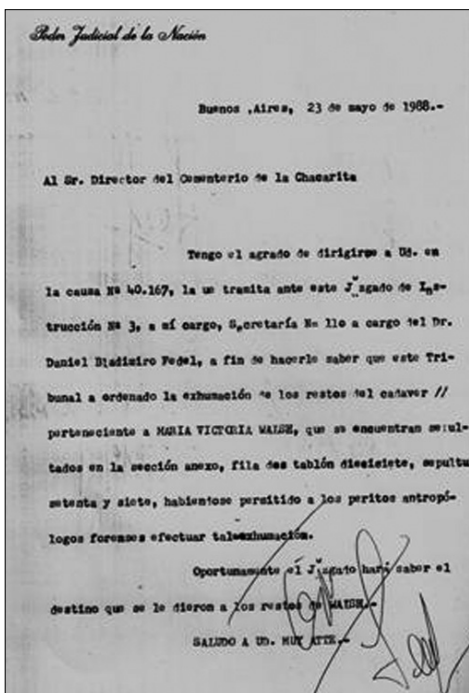 Poder Judicial de la Nación
Buenos ,Aires, 23 de mayo de 1988.-
Al Sr. Director del Cementerio de la Chacarita
Tengo el agrado de dirigirme a Ud. en
la causa Nº 40.167, la ue tramita ante este Juzgado de Ins-
trucción Nº 3, a mí cargo, Secretaría Nº 110 a cargo del Dr.
Daniel Bladimiro Fedel, a fin de hacerle saber que este Tri-
bunal a ordenado la exhumación de los restos del cadaver //
perteneciente a MARIA VICTORIA WALSH, que se encuentran sepul-
tados en la sección anexo, fila dos tablón diesisiete, sepultu
setenta y siete, habiendose permitido a los peritos antropó-
logos forenses efectuar tal exhumación.
Oportunamente el Juzgado hará saber el
destino que se le dieron a los restos de WALSH.-
SALUDO A UD. MUY ATTE.-